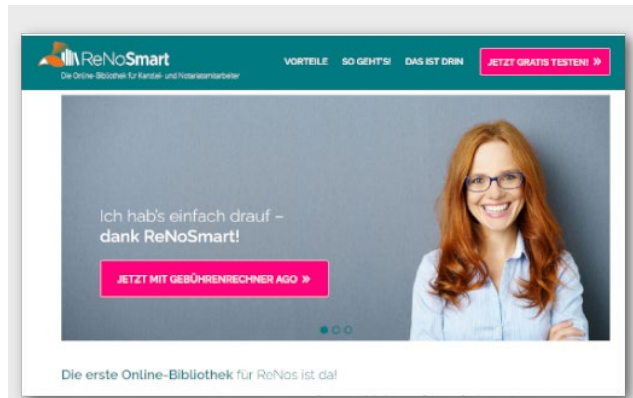 ReNoSmart
Die Online-Bibliothek für Kanzlei- und Notariatsmitarbeiter
VORTEILE SO GEHT'S! DAS IST DRIN JETZT GRATIS TESTEN! »
Ich hab's einfach drauf –
dank ReNoSmart!
JETZT MIT GEBÜHRENRECHNER AGO »
Die erste Online-Bibliothek für ReNos ist da!